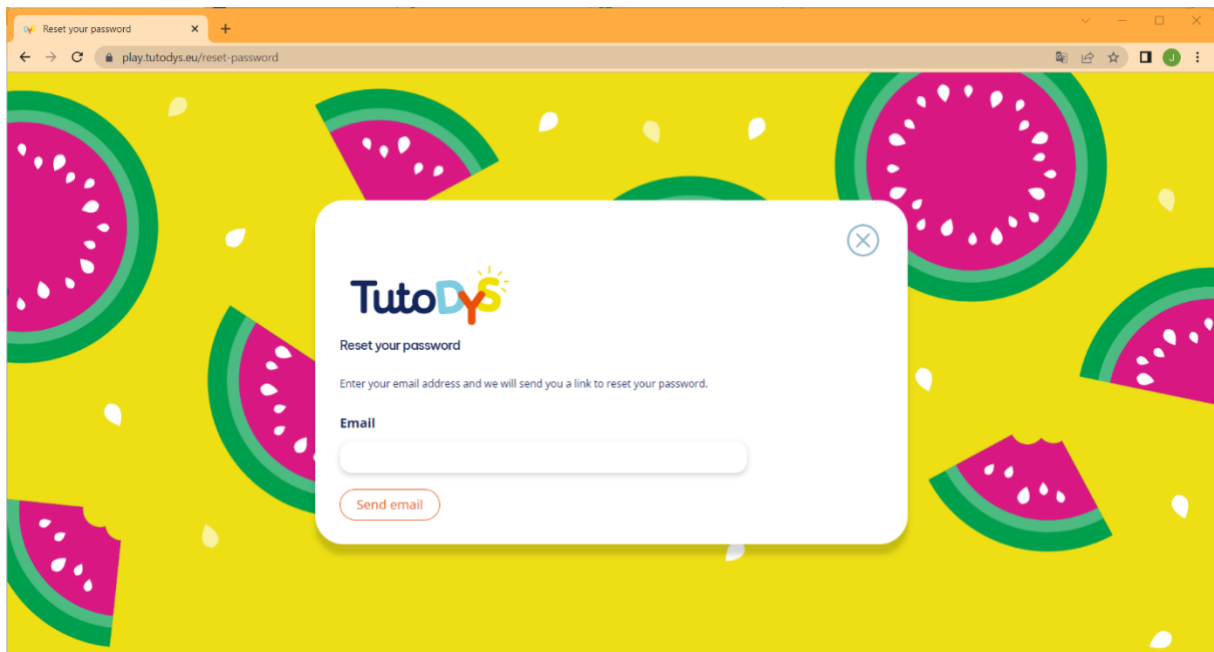 Reset your password
play.tutodys.eu/reset-password
J
TutoDyS
Reset your password
Enter your email address and we will send you a link to reset your password.
Email
Send email